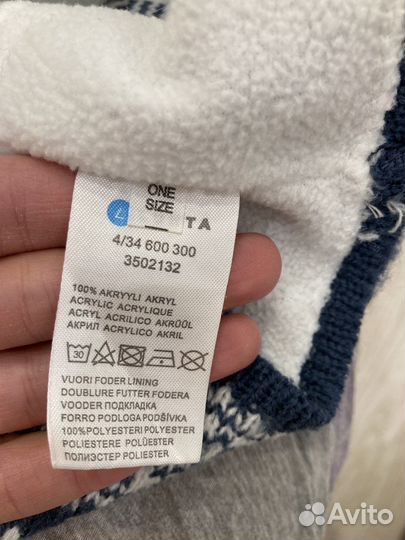 ONE
SIZE
TA
4/34 600 300
3502132
100% AKRYYLI AKRYL
ACRYLIC ACRYLIQUE
ACRYL ACRILICO AKRÜÜL
АКРИЛ ACRYLICO AKRIL
30
VUORI FODER LINING
DOUBLURE FUTTER FODERA
VOODER ПОДКЛАДКА
FORRO PODLOGA PODŠÍVKA
100%POLYESTERI POLYESTER
POLIESTERE POLÜESTER
ПОЛИЭСТЕР POLIESTER
Avito